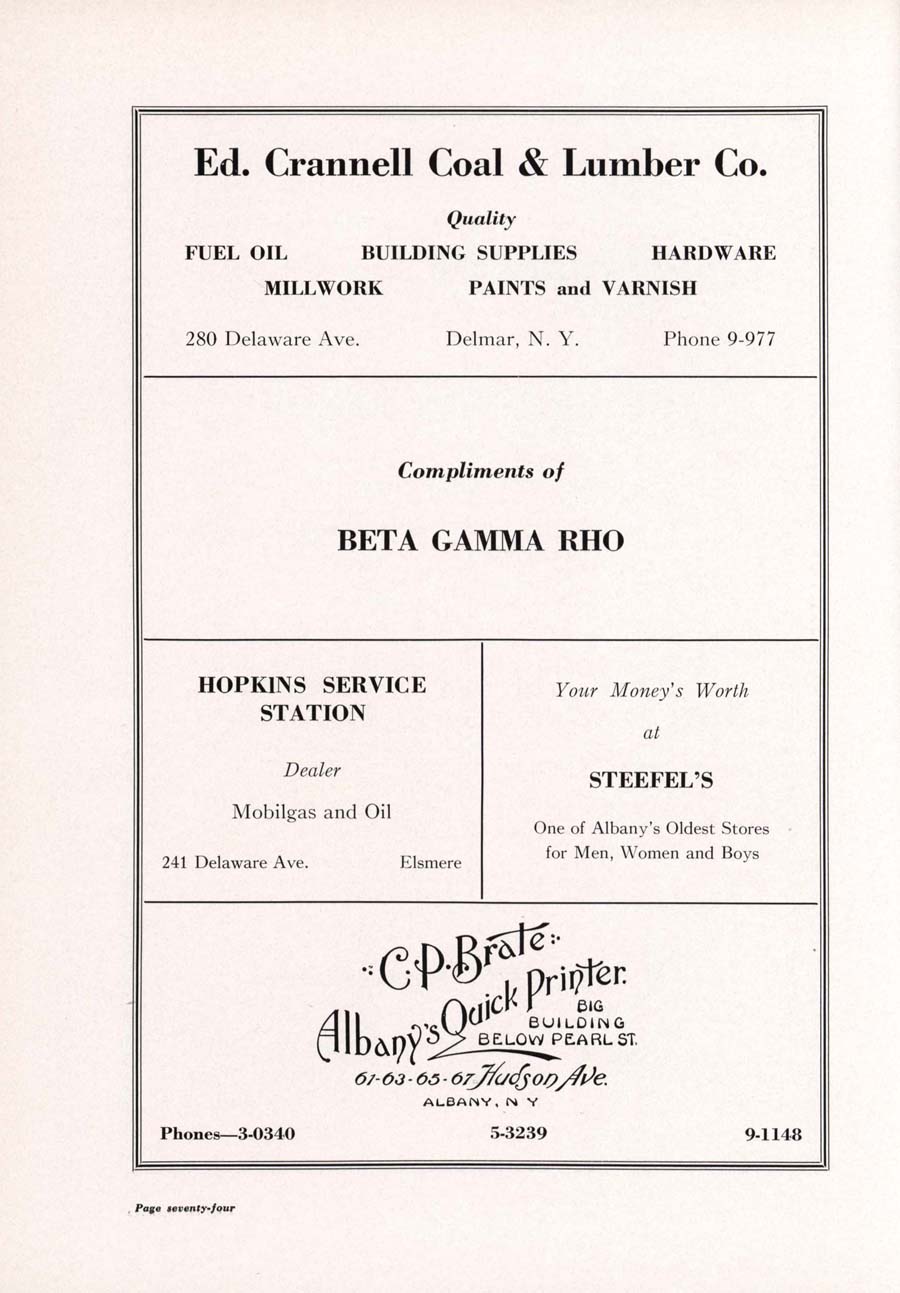 Ed. Crannell Coal & Lumber Co.
Quality
FUEL OIL BUILDING SUPPLIES HARDWARE
MILLWORK PAINTS and VARNISH
280 Delaware Ave. Delmar, N. Y. Phone 9-977
Compliments of
BETA GAMMA RHO
HOPKINS SERVICE
STATION
Dealer
Mobilgas and Oil
241 Delaware Ave. Elsmere
Your Money's Worth
at
STEEFEL'S
One of Albany's Oldest Stores
for Men, Women and Boys
C.P. Brate
Albany's Quick Printer.
BIG
BUILDING
BELOW PEARL ST.
61-63-65-67 Hudson Ave.
ALBANY, N Y
Phones—3-0340 5-3239 9-1148
Page seventy-four